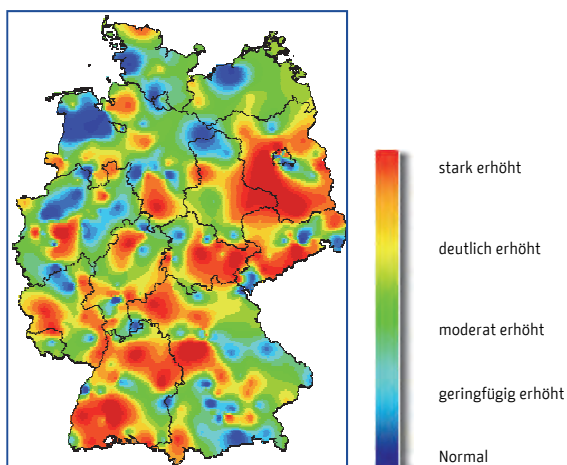 stark erhöht
deutlich erhöht
moderat erhöht
geringfügig erhöht
Normal